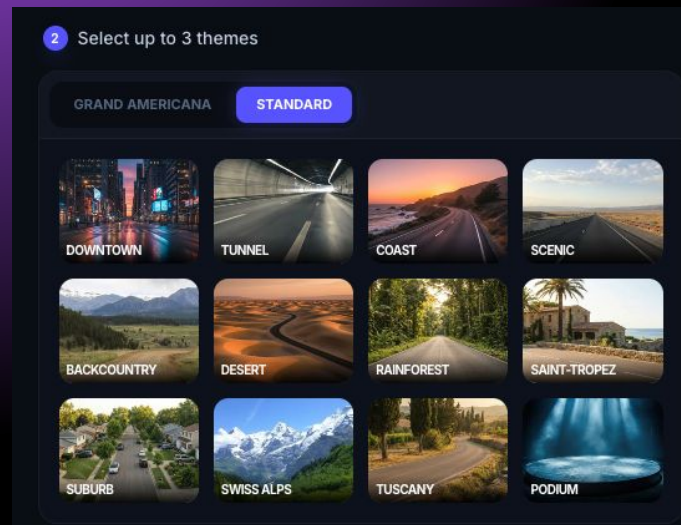 2 Select up to 3 themes
GRAND AMERICANA STANDARD
DOWNTOWN TUNNEL COAST SCENIC
BACKCOUNTRY DESERT RAINFOREST SAINT-TROPEZ
SUBURB SWISS ALPS TUSCANY PODIUM